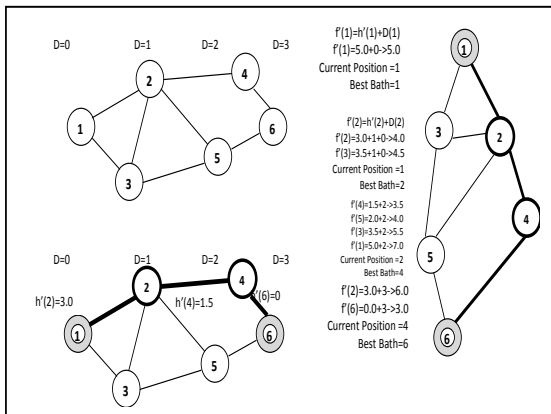 D=0 D=1 D=2 D=3
2
4
1
6
5
3
D=0 D=1 D=2 D=3
h'(2)=3.0
2
4
h'(4)=1.5
h'(6)=0
1
6
5
3
f'(1)=h'(1)+D(1)
f'(1)=5.0+0->5.0
Current Position =1
Best Bath=1
f'(2)=h'(2)+D(2)
f'(2)=3.0+1+0->4.0
f'(3)=3.5+1+0->4.5
Current Position =1
Best Bath=2
f'(4)=1.5+2->3.5
f'(5)=2.0+2->4.0
f'(3)=3.5+2->5.5
f'(1)=5.0+2->7.0
Current Position =2
Best Bath=4
f'(2)=3.0+3->6.0
f'(6)=0.0+3->3.0
Current Position =4
Best Bath=6
1
3
2
4
5
6